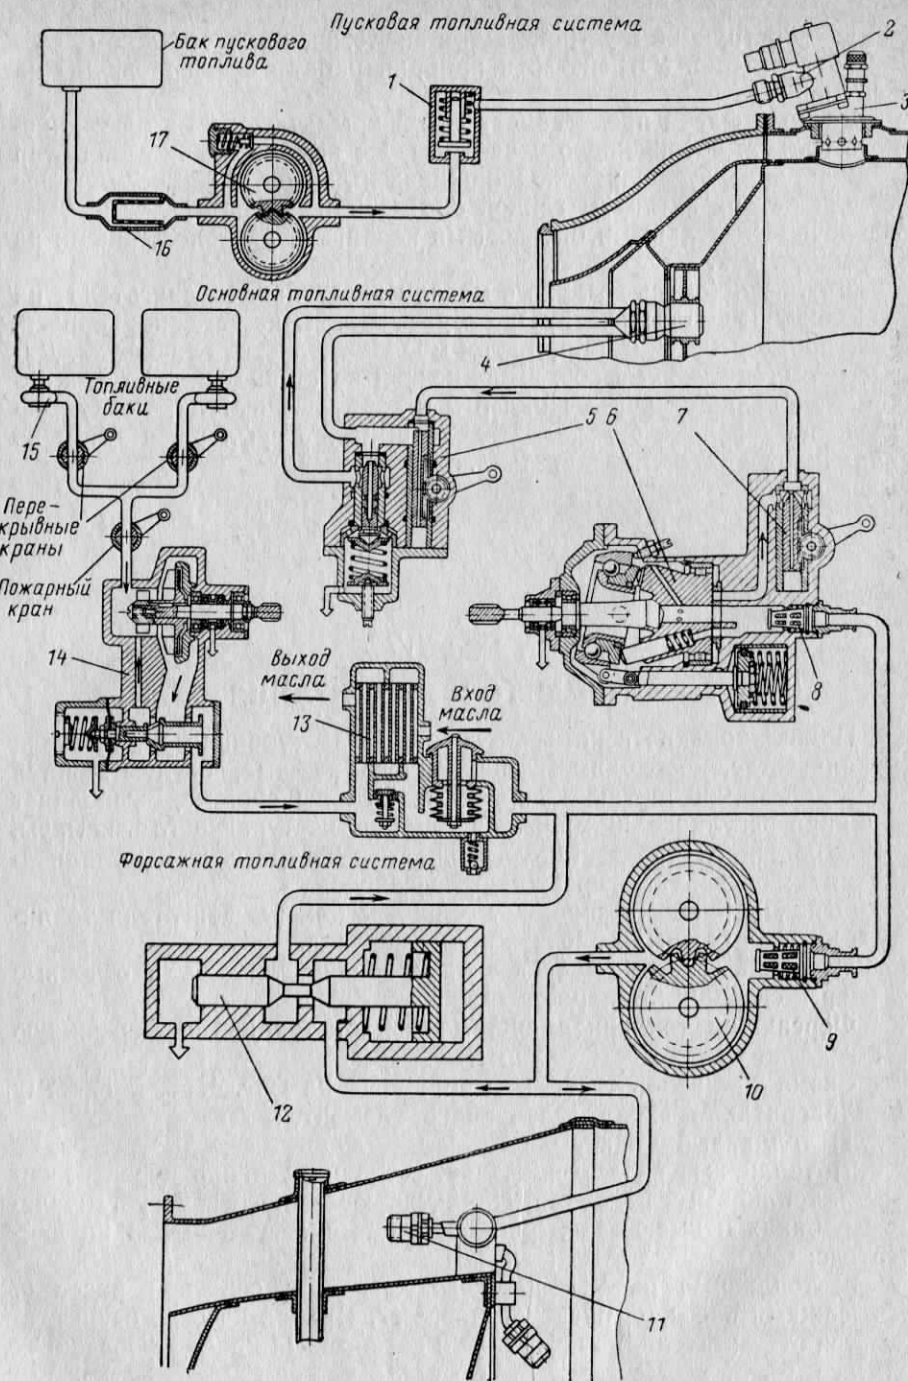 Пусковая топливная система
Бак пускового
топлива
1
2
3
17
16
Основная топливная система
4
Топливные
баки
15
5 6 7
Пере-
крывные
краны
Пожарный
кран
14
Выход
масла
Вход
масла
13
8
Форсажная топливная система
9
10
12
11